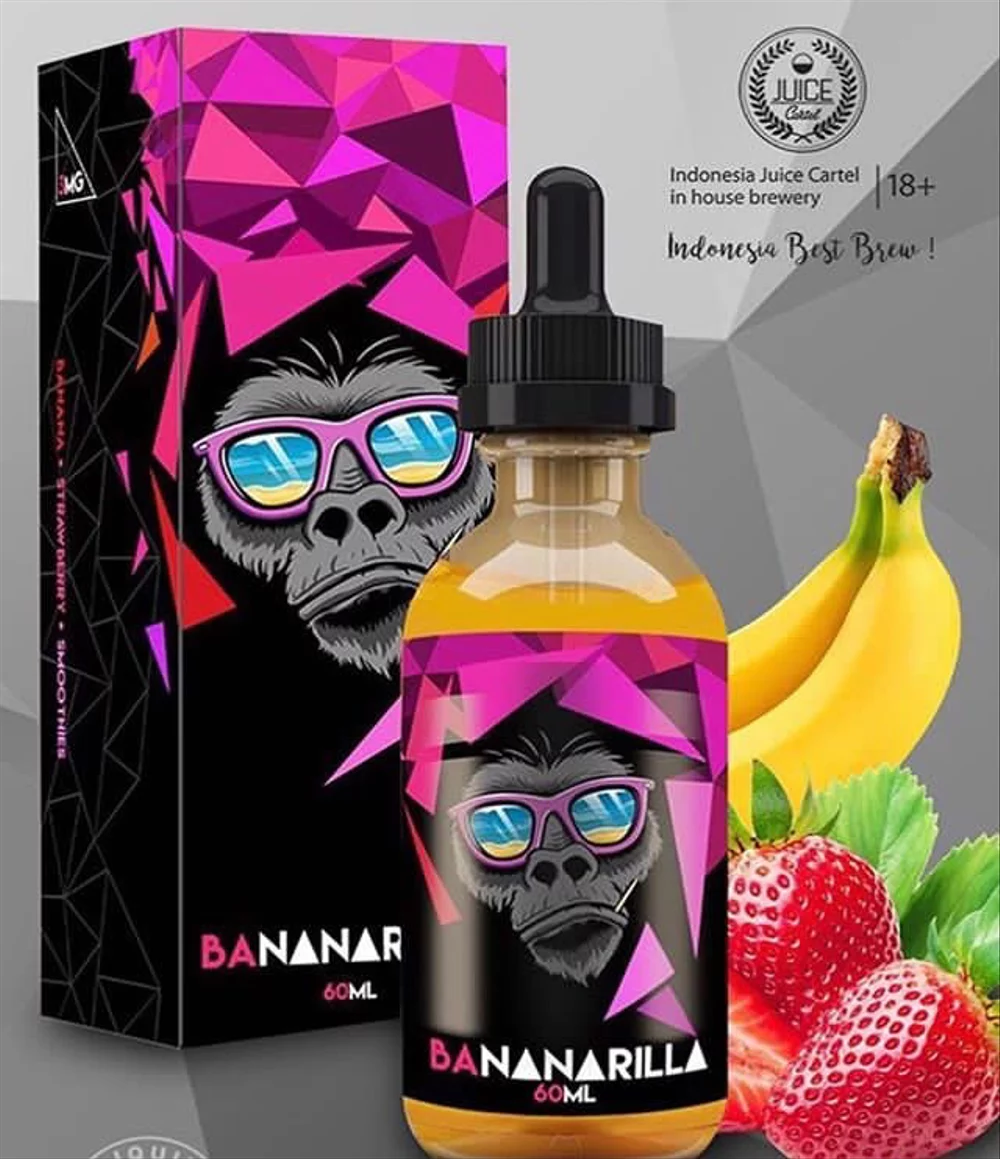 JUICE
Cartel
Indonesia Juice Cartel
in house brewery
18+
Indonesia Best Brew !
3MG
BANANA • STRAWBERRY • SMOOTHIES
BANANAR
60ML
BANANARILLA
60ML